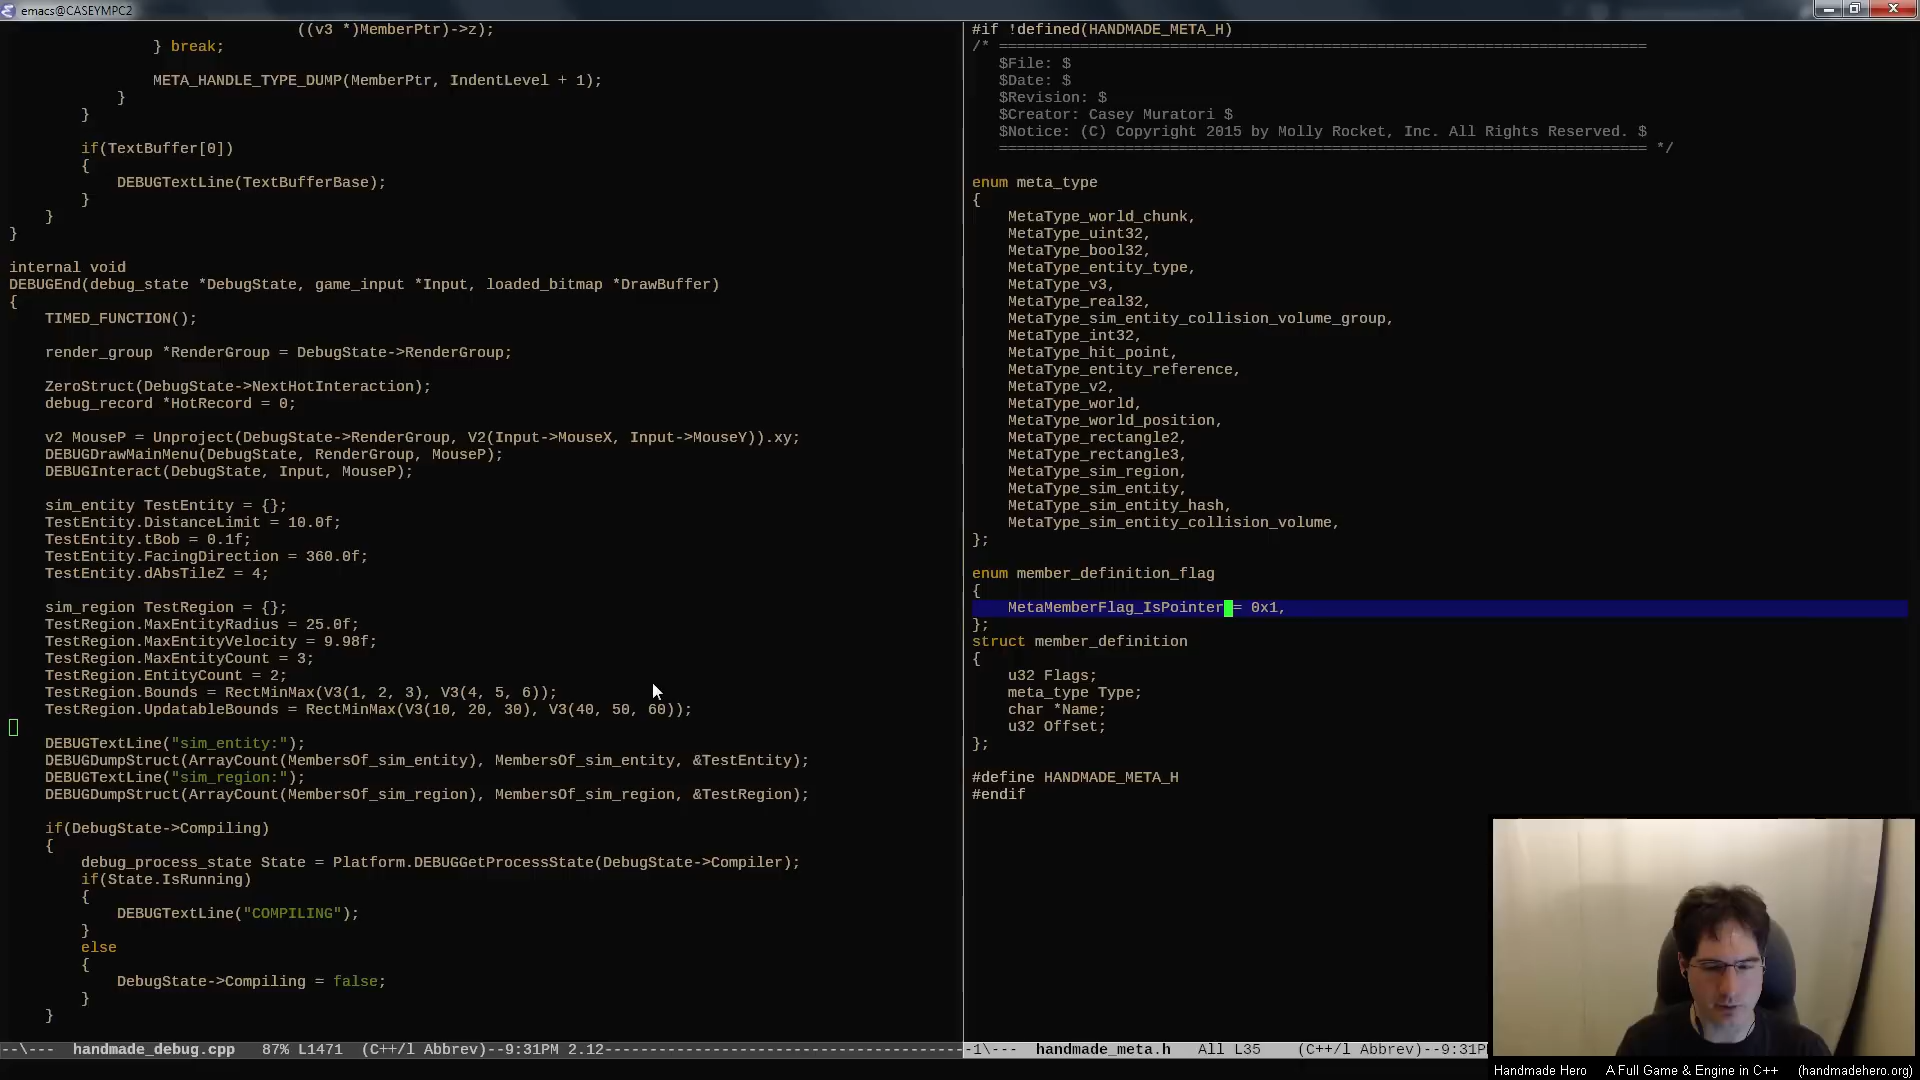 emacs@CASEYMPC2
((v3 *)MemberPtr)->z);
} break;
META_HANDLE_TYPE_DUMP(MemberPtr, IndentLevel + 1);
}
}
if(TextBuffer[0])
{
DEBUGTextLine(TextBufferBase);
}
}
}
internal void
DEBUGEnd(debug_state *DebugState, game_input *Input, loaded_bitmap *DrawBuffer)
{
TIMED_FUNCTION();
render_group *RenderGroup = DebugState->RenderGroup;
ZeroStruct(DebugState->NextHotInteraction);
debug_record *HotRecord = 0;
v2 MouseP = Unproject(DebugState->RenderGroup, V2(Input->MouseX, Input->MouseY)).xy;
DEBUGDrawMainMenu(DebugState, RenderGroup, MouseP);
DEBUGInteract(DebugState, Input, MouseP);
sim_entity TestEntity = {};
TestEntity.DistanceLimit = 10.0f;
TestEntity.tBob = 0.1f;
TestEntity.FacingDirection = 360.0f;
TestEntity.dAbsTileZ = 4;
sim_region TestRegion = {};
TestRegion.MaxEntityRadius = 25.0f;
TestRegion.MaxEntityVelocity = 9.98f;
TestRegion.MaxEntityCount = 3;
TestRegion.EntityCount = 2;
TestRegion.Bounds = RectMinMax(V3(1, 2, 3), V3(4, 5, 6));
TestRegion.UpdatableBounds = RectMinMax(V3(10, 20, 30), V3(40, 50, 60));
DEBUGTextLine("sim_entity:");
DEBUGDumpStruct(ArrayCount(MembersOf_sim_entity), MembersOf_sim_entity, &TestEntity);
DEBUGTextLine("sim_region:");
DEBUGDumpStruct(ArrayCount(MembersOf_sim_region), MembersOf_sim_region, &TestRegion);
if(DebugState->Compiling)
{
debug_process_state State = Platform.DEBUGGetProcessState(DebugState->Compiler);
if(State.IsRunning)
{
DEBUGTextLine("COMPILING");
}
else
{
DebugState->Compiling = false;
}
}
--\--- handmade_debug.cpp 87% L1471 (C++/l Abbrev)--9:31PM 2.12----------------------------------------
#if !defined(HANDMADE_META_H)
/* ========================================================================
$File: $
$Date: $
$Revision: $
$Creator: Casey Muratori $
$Notice: (C) Copyright 2015 by Molly Rocket, Inc. All Rights Reserved. $
======================================================================== */
enum meta_type
{
MetaType_world_chunk,
MetaType_uint32,
MetaType_bool32,
MetaType_entity_type,
MetaType_v3,
MetaType_real32,
MetaType_sim_entity_collision_volume_group,
MetaType_int32,
MetaType_hit_point,
MetaType_entity_reference,
MetaType_v2,
MetaType_world,
MetaType_world_position,
MetaType_rectangle2,
MetaType_rectangle3,
MetaType_sim_region,
MetaType_sim_entity,
MetaType_sim_entity_hash,
MetaType_sim_entity_collision_volume,
};
enum member_definition_flag
{
MetaMemberFlag_IsPointer = 0x1,
};
struct member_definition
{
u32 Flags;
meta_type Type;
char *Name;
u32 Offset;
};
#define HANDMADE_META_H
#endif
-1\--- handmade_meta.h All L35 (C++/l Abbrev)--9:31P
Handmade Hero A Full Game & Engine in C++ (handmadehero.org)